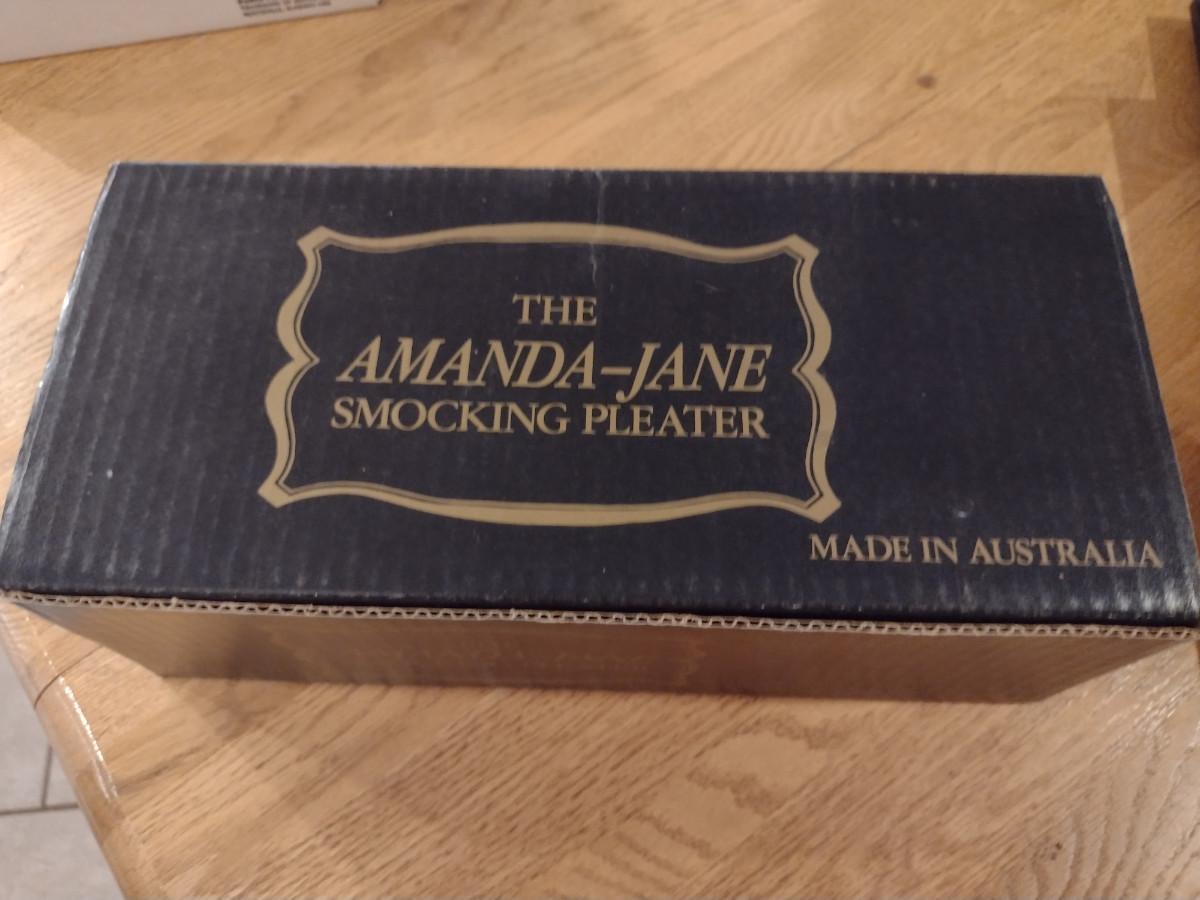 THE
AMANDA-JANE
SMOCKING PLEATER
MADE IN AUSTRALIA